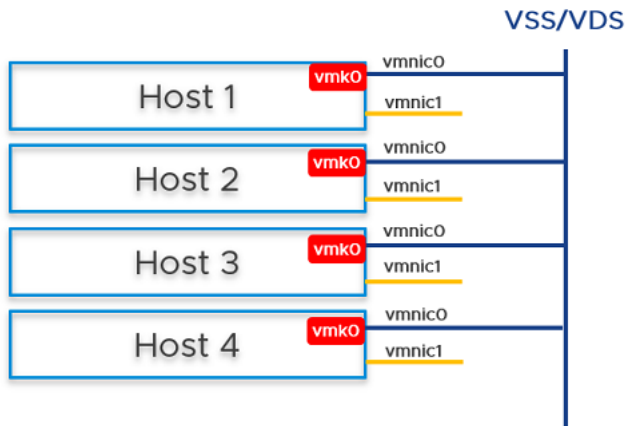 VSS/VDS
vmk0
vmnic0
Host 1
vmnic1
vmk0
vmnic0
Host 2
vmnic1
vmk0
vmnic0
Host 3
vmnic1
vmk0
vmnic0
Host 4
vmnic1